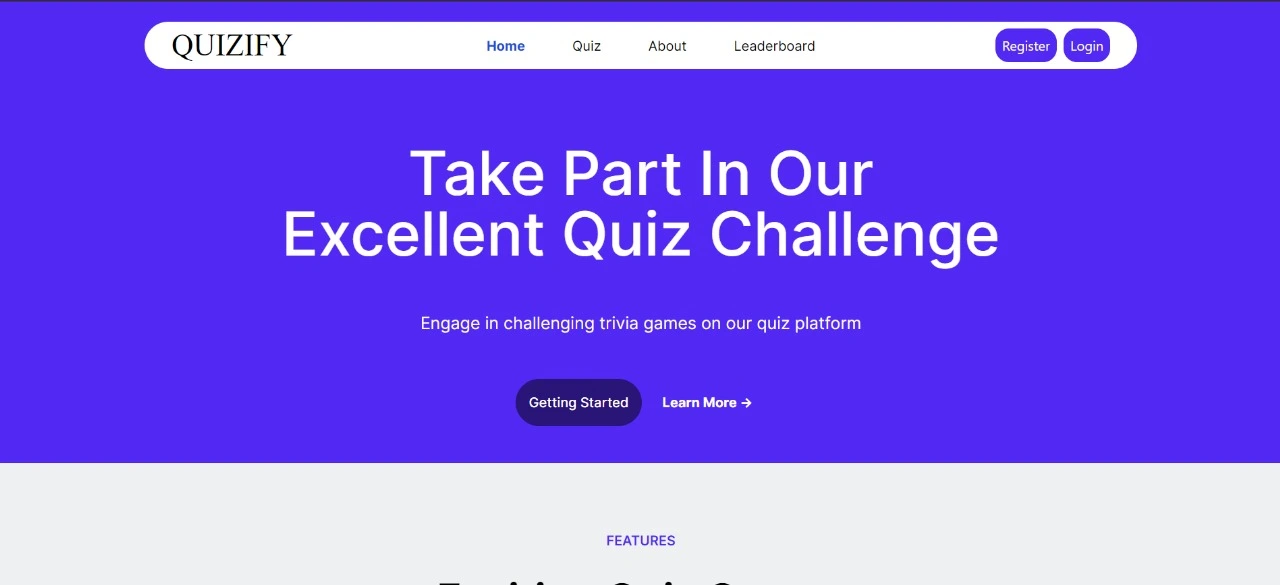 QUIZIFY
Home
Quiz
About
Leaderboard
Register
Login
Take Part In Our
Excellent Quiz Challenge
Engage in challenging trivia games on our quiz platform
Getting Started
Learn More →
FEATURES